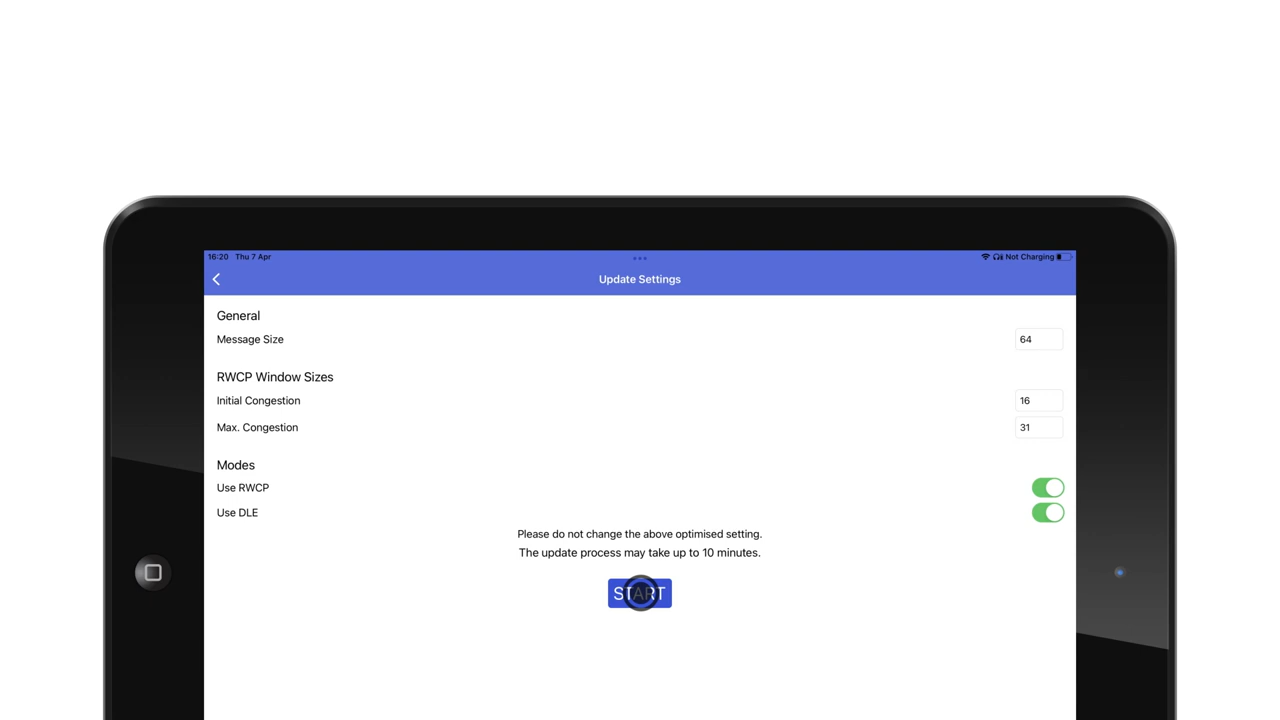 16:20 Thu 7 Apr
Not Charging
Update Settings
General
Message Size 64
RWCP Window Sizes
Initial Congestion 16
Max. Congestion 31
Modes
Use RWCP
Use DLE
Please do not change the above optimised setting.
The update process may take up to 10 minutes.
START